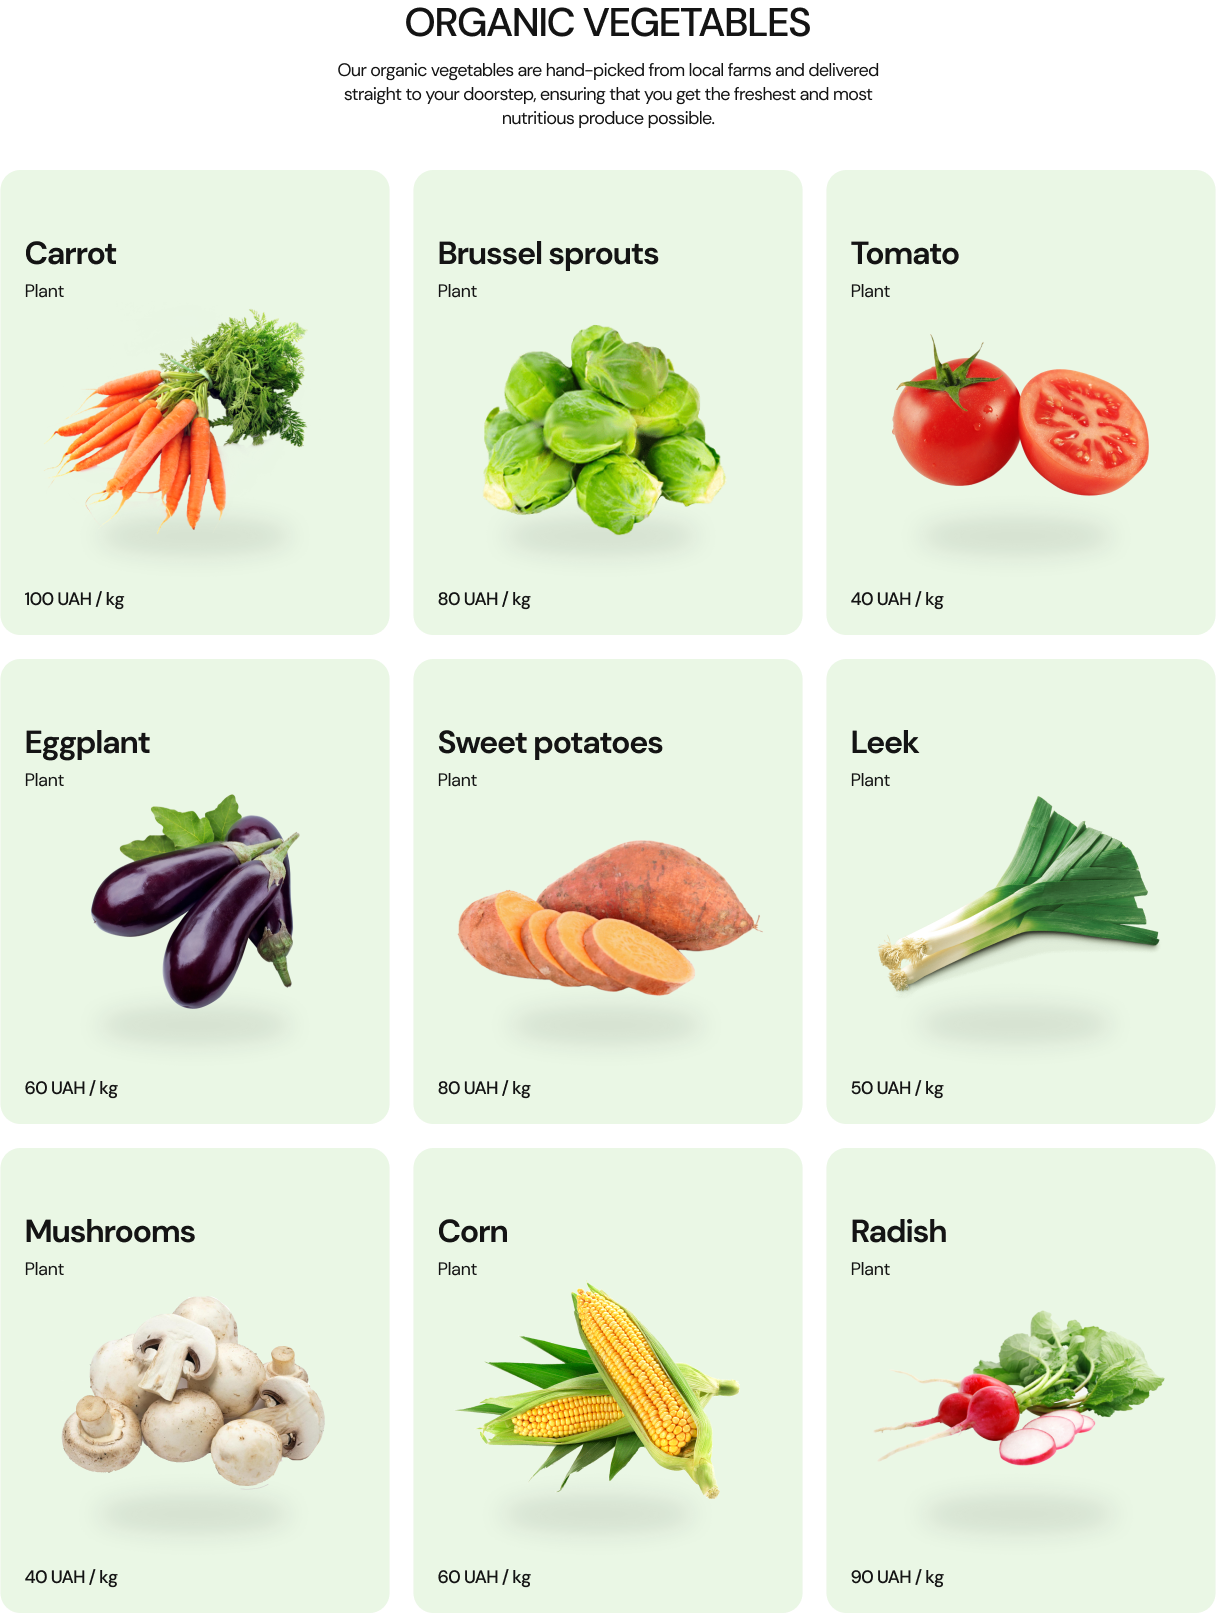 ORGANIC VEGETABLES
Our organic vegetables are hand-picked from local farms and delivered
straight to your doorstep, ensuring that you get the freshest and most
nutritious produce possible.
Carrot
Plant
100 UAH / kg
Brussel sprouts
Plant
80 UAH / kg
Tomato
Plant
40 UAH / kg
Eggplant
Plant
60 UAH / kg
Sweet potatoes
Plant
80 UAH / kg
Leek
Plant
50 UAH / kg
Mushrooms
Plant
40 UAH / kg
Corn
Plant
60 UAH / kg
Radish
Plant
90 UAH / kg